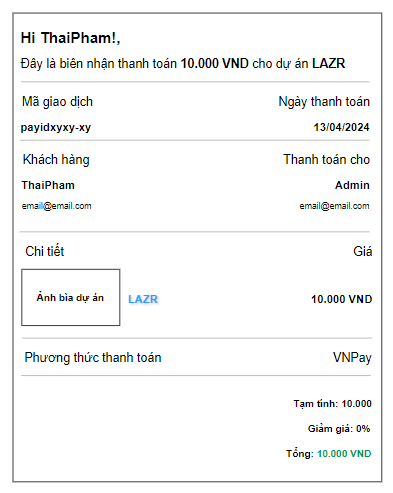 Hi ThaiPham!,
Đây là biên nhận thanh toán 10.000 VND cho dự án LAZR
Mã giao dịch Ngày thanh toán
payidxyxy-xy 13/04/2024
Khách hàng Thanh toán cho
ThaiPham Admin
email@email.com email@email.com
Chi tiết Giá
Ảnh bìa dự án LAZR 10.000 VND
Phương thức thanh toán VNPay
Tạm tính: 10.000
Giảm giá: 0%
Tổng: 10.000 VND